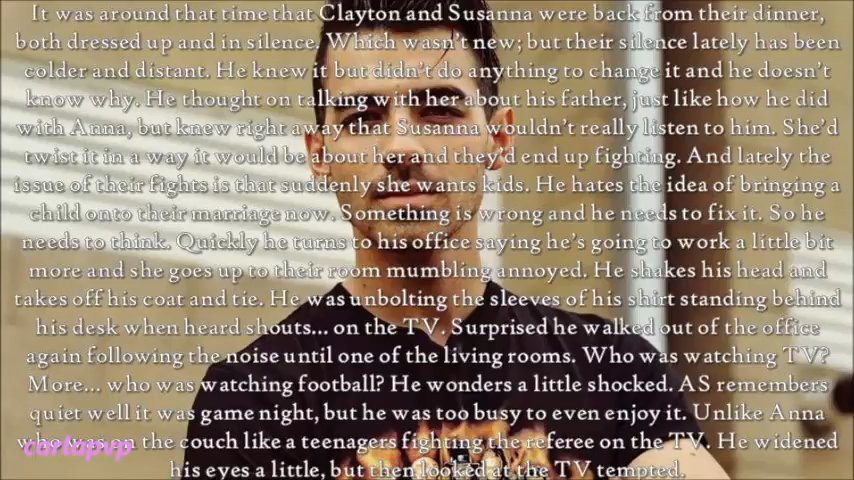 It was around that time that Clayton and Susanna were back from their dinner,
both dressed up and in silence. Which wasn't new; but their silence lately has been
colder and distant. He knew it but didn't do anything to change it and he doesn't
know why. He thought on talking with her about his father, just like how he did
with Anna, but knew right away that Susanna wouldn't really listen to him. She'd
twist it in a way it would be about her and they'd end up fighting. And lately the
issue of their fights is that suddenly she wants kids. He hates the idea of bringing a
child onto their marriage now. Something is wrong and he needs to fix it. So he
needs to think. Quickly he turns to his office saying he's going to work a little bit
more and she goes up to their room mumbling annoyed. He shakes his head and
takes off his coat and tie. He was unbolting the sleeves of his shirt standing behind
his desk when heard shouts... on the TV. Surprised he walked out of the office
again following the noise until one of the living rooms. Who was watching TV?
More... who was watching football? He wonders a little shocked. AS remembers
quiet well it was game night, but he was too busy to even enjoy it. Unlike Anna
who was on the couch like a teenagers fighting the referee on the TV. He widened
his eyes a little, but then looked at the TV tempted.
carlapvp